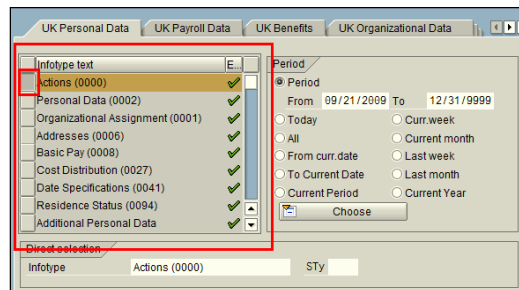 UK Personal Data UK Payroll Data UK Benefits UK Organizational Data
Infotype text E...
Actions (0000)
Personal Data (0002)
Organizational Assignment (0001)
Addresses (0006)
Basic Pay (0008)
Cost Distribution (0027)
Date Specifications (0041)
Residence Status (0094)
Additional Personal Data
Period
Period
From 09/21/2009 To 12/31/9999
Today Curr.week
All Current month
From curr.date Last week
To Current Date Last month
Current Period Current Year
Choose
Direct selection
Infotype Actions (0000) STy